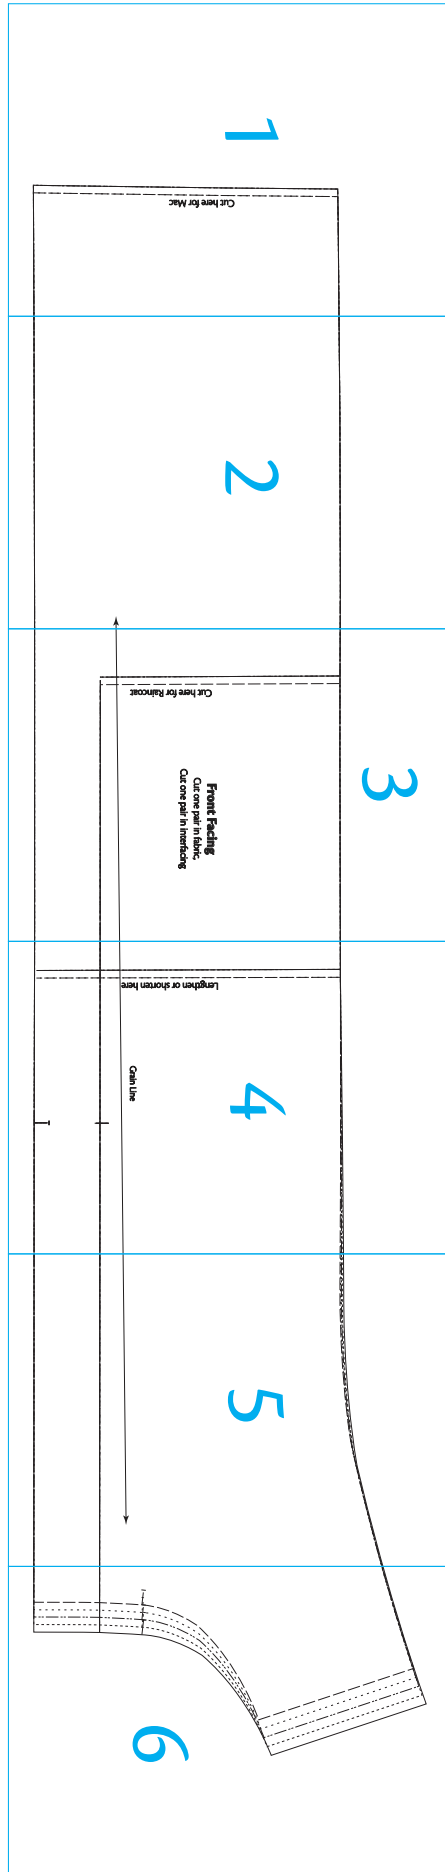 1
Cut here for Mac
2
Cut here for Raincoat
3
Front Facing
Cut one pair in fabric,
Cut one pair in interfacing
Lengthen or shorten here
Grain Line
4
5
6